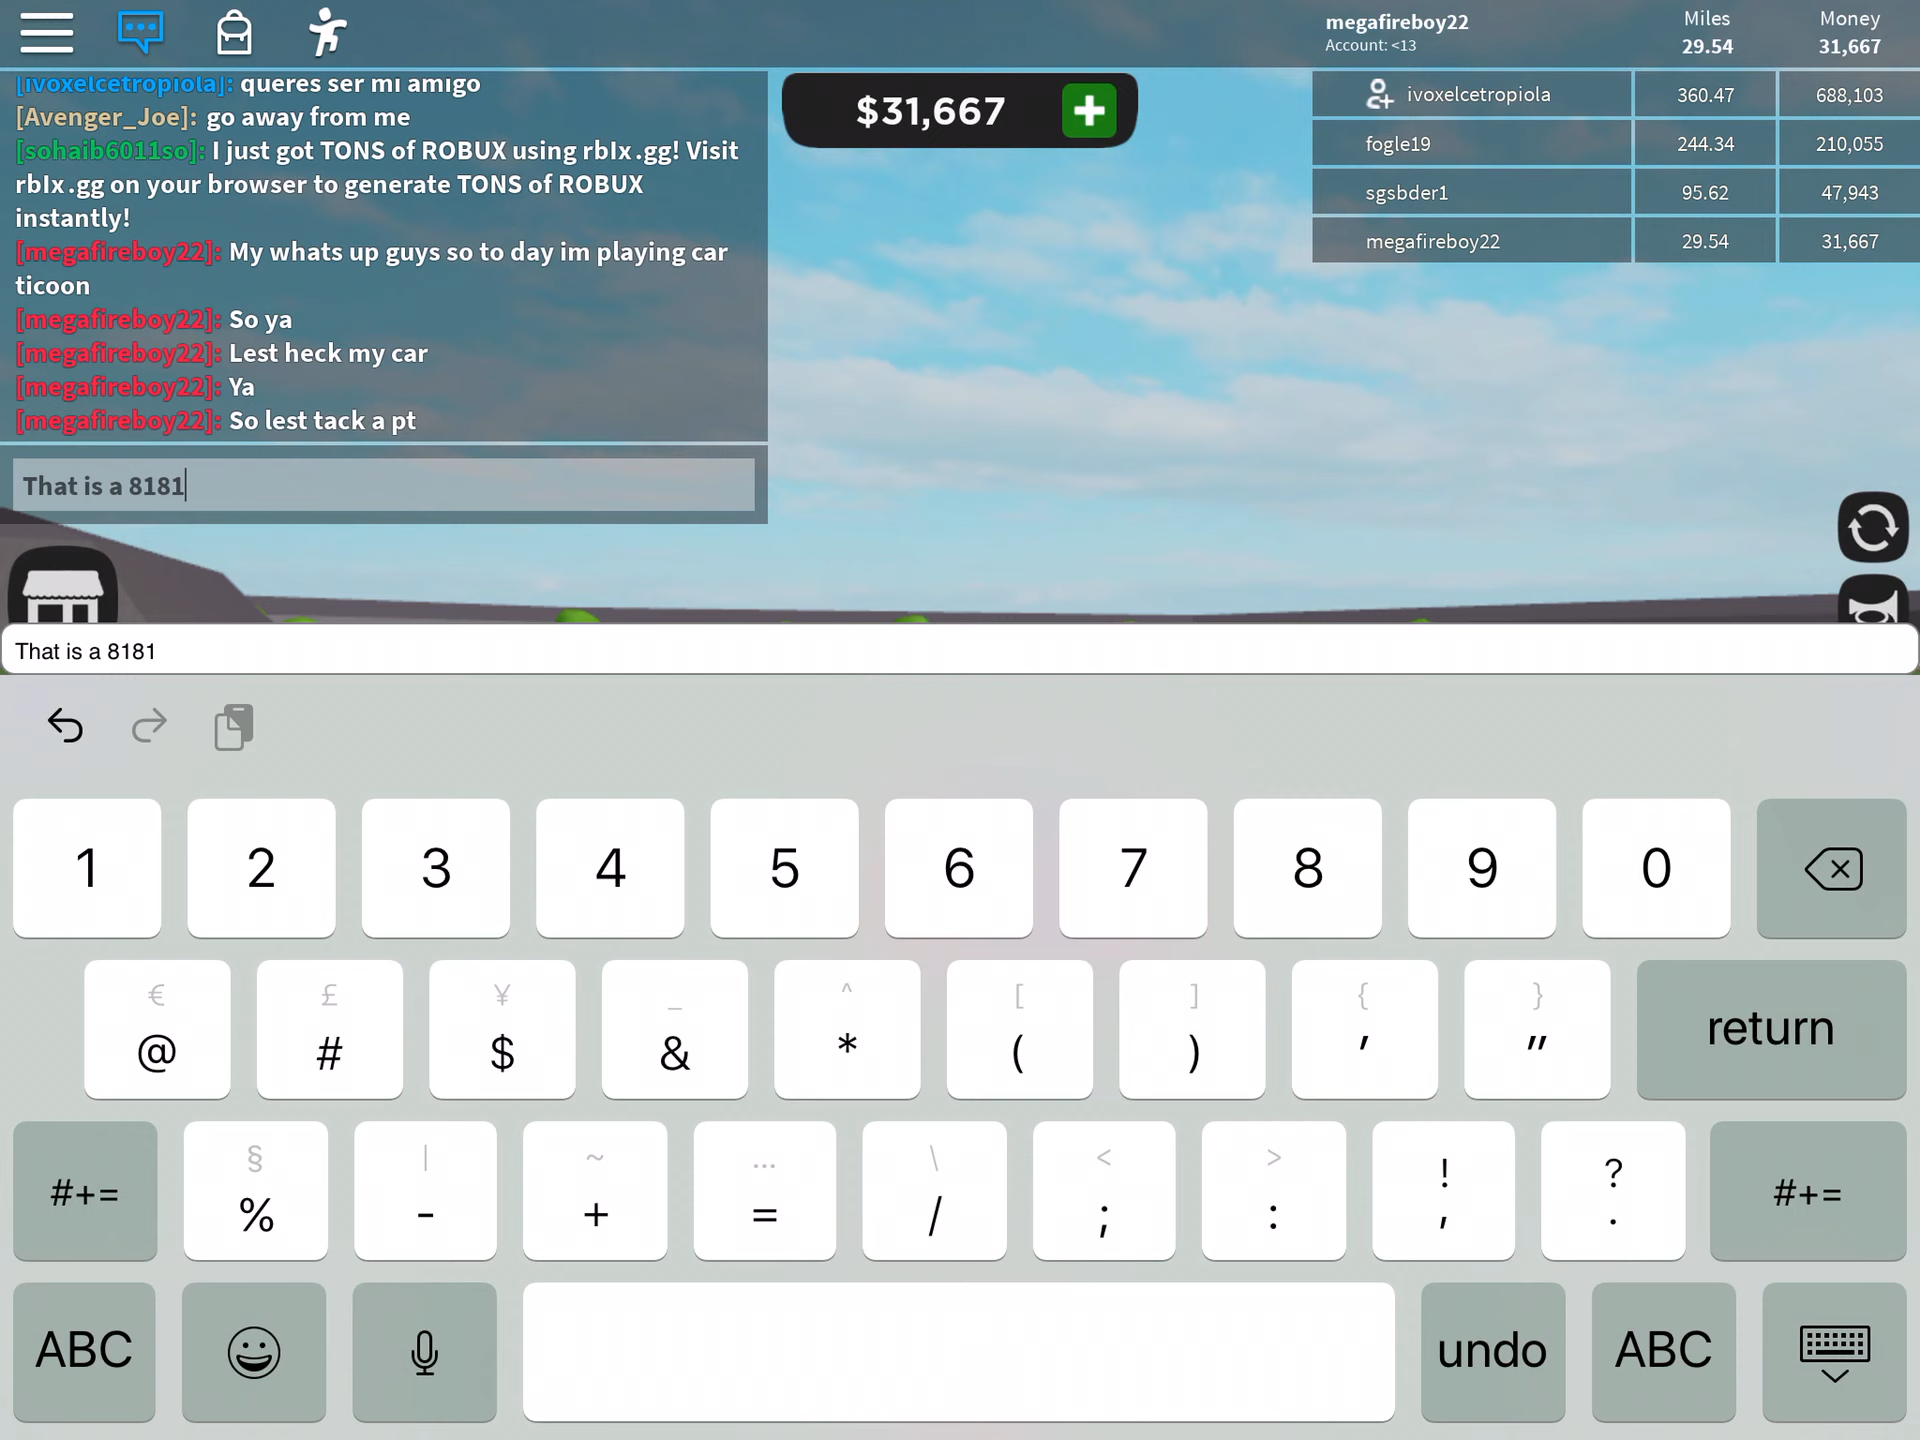 megafireboy22
Account: <13
Miles
29.54
Money
31,667
[ivoxelcetropiola]: queres ser mi amigo
[Avenger_Joe]: go away from me
[sohaib6011so]: I just got TONS of ROBUX using rbIx.gg! Visit
rbIx.gg on your browser to generate TONS of ROBUX
instantly!
[megafireboy22]: My whats up guys so to day im playing car
ticoon
[megafireboy22]: So ya
[megafireboy22]: Lest heck my car
[megafireboy22]: Ya
[megafireboy22]: So lest tack a pt
That is a 8181
$31,667 +
ivoxelcetropiola 360.47 688,103
fogle19 244.34 210,055
sgsbder1 95.62 47,943
megafireboy22 29.54 31,667
That is a 8181
1 2 3 4 5 6 7 8 9 0
€ £ ¥ _ ^ [ ] { }
@ # $ & * ( ) ' " return
§ | ~ … \ < > ! ?
#+= % - + = / ; : , . #+=
ABC undo ABC